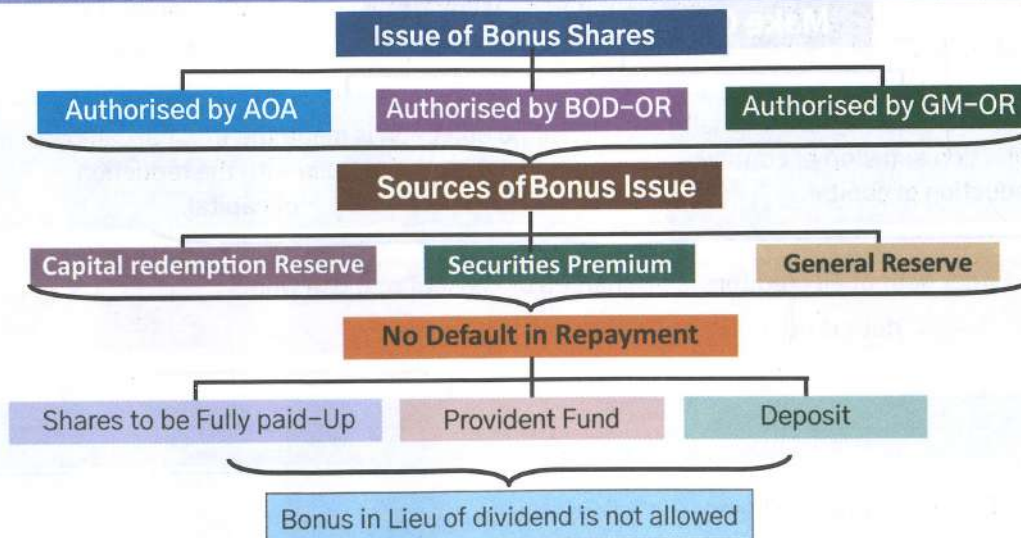 Issue of Bonus Shares
Authorised by AOA
Authorised by BOD-OR
Authorised by GM-OR
Sources of Bonus Issue
Capital redemption Reserve
Securities Premium
General Reserve
No Default in Repayment
Shares to be Fully paid-Up
Provident Fund
Deposit
Bonus in Lieu of dividend is not allowed